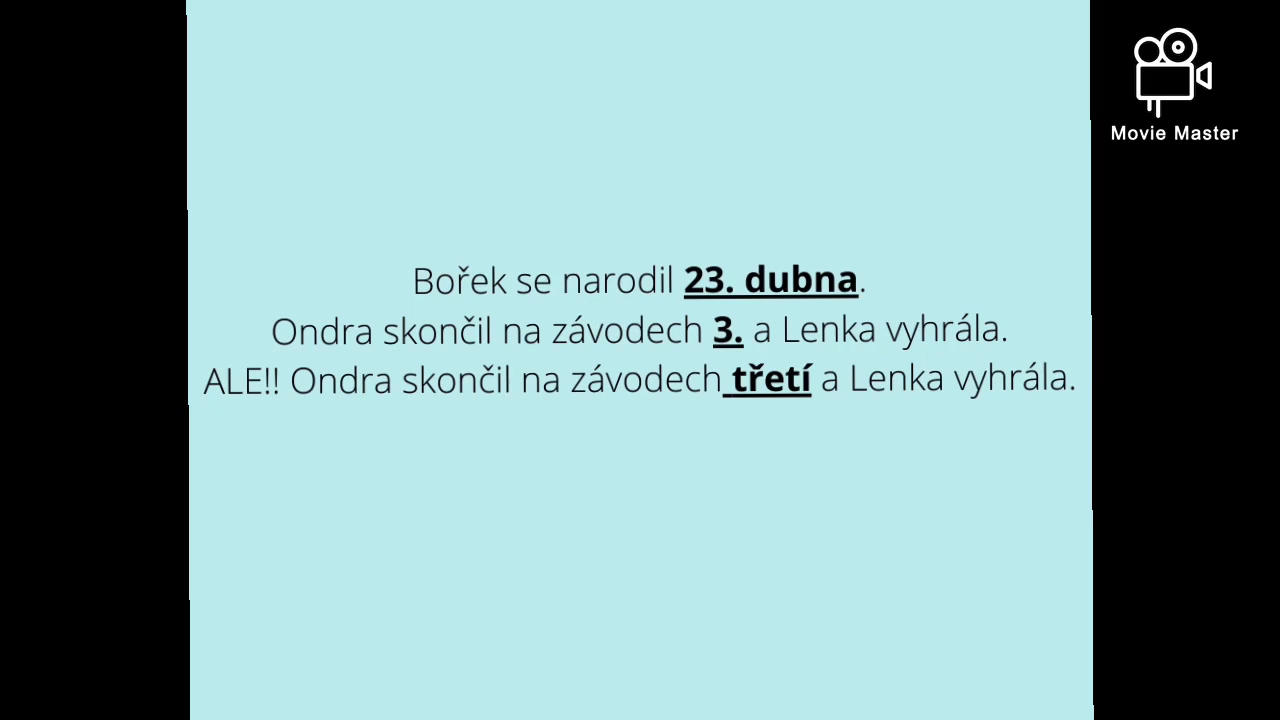 Movie Master
Bořek se narodil 23. dubna.
Ondra skončil na závodech 3. a Lenka vyhrála.
ALE!! Ondra skončil na závodech třetí a Lenka vyhrála.